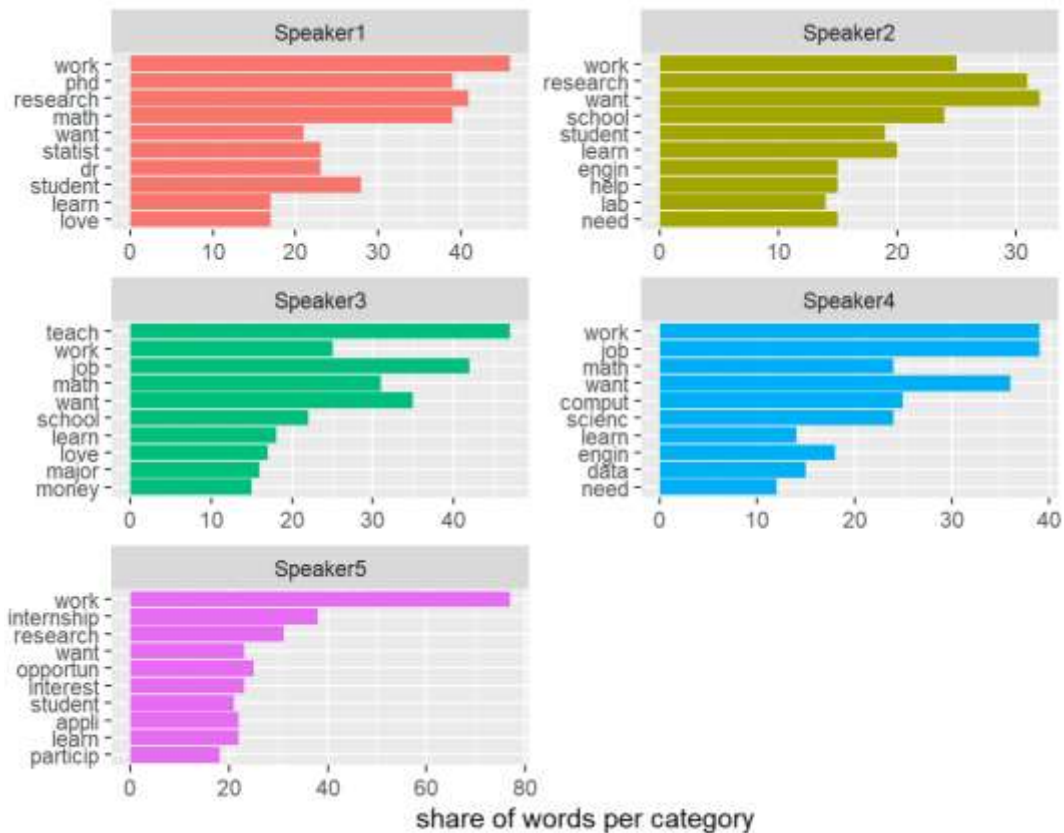 Speaker1
work
phd
research
math
want
statist
dr
student
learn
love
0 10 20 30 40
Speaker2
work
research
want
school
student
learn
engin
help
lab
need
0 10 20 30
Speaker3
teach
work
job
math
want
school
learn
love
major
money
0 10 20 30 40
Speaker4
work
job
math
want
comput
scienc
learn
engin
data
need
0 10 20 30 40
Speaker5
work
internship
research
want
opportun
interest
student
appli
learn
particip
0 20 40 60 80
share of words per category